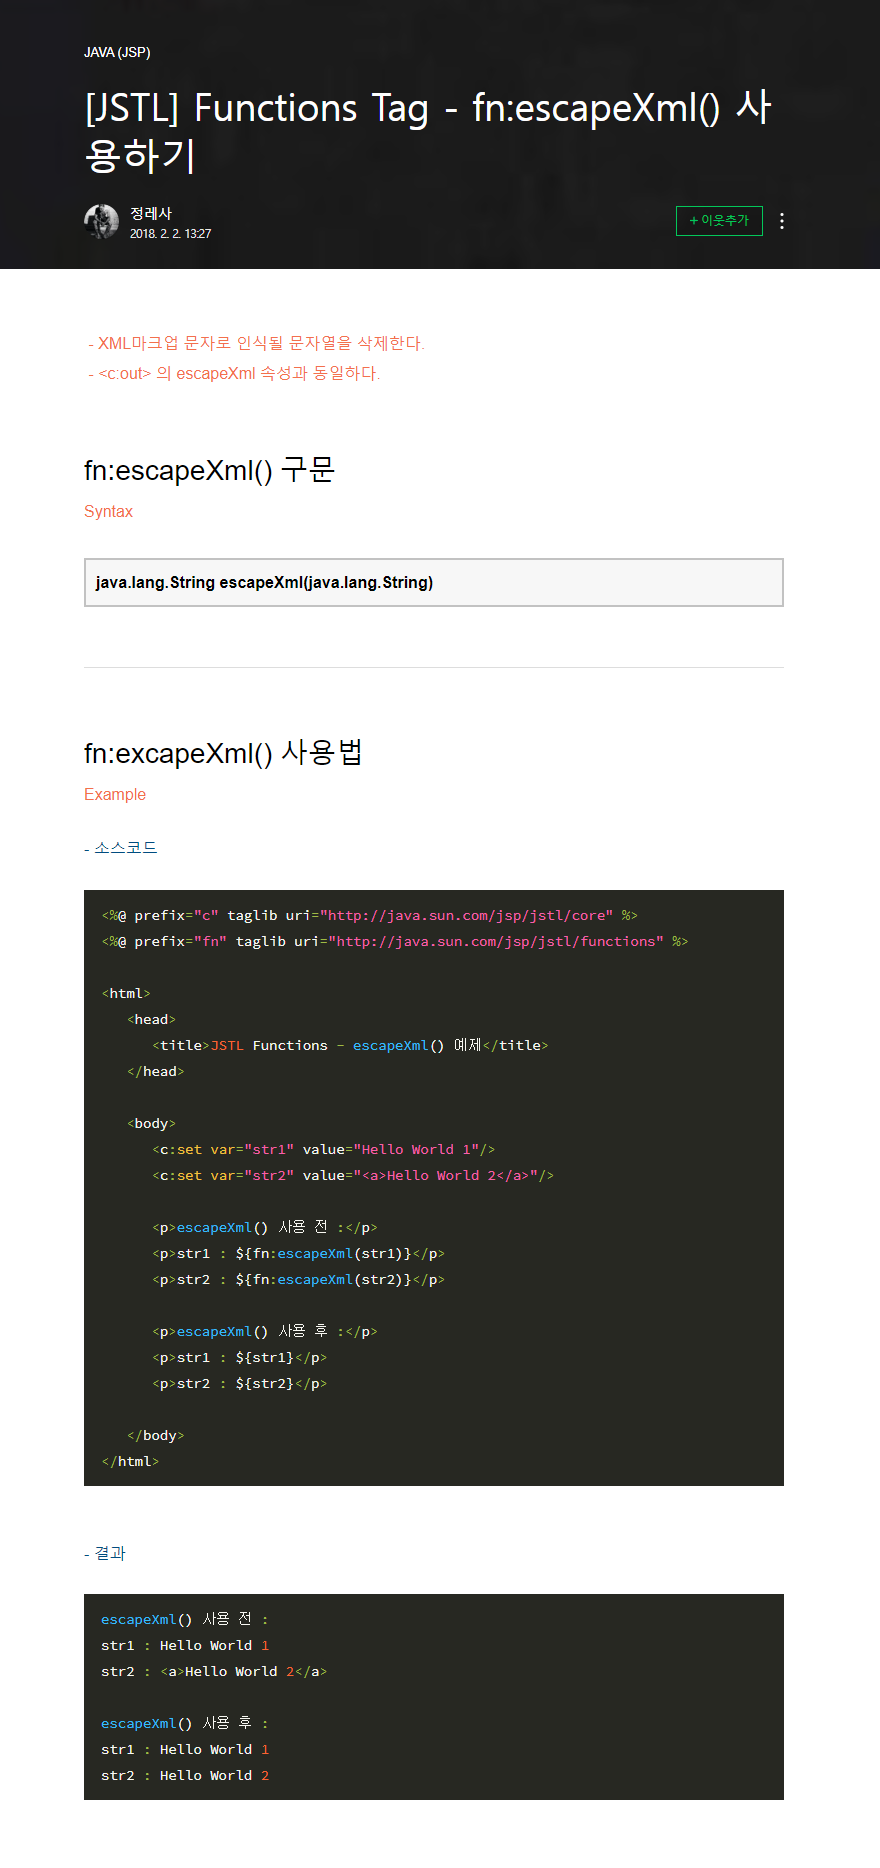 JAVA (JSP)
[JSTL] Functions Tag - fn:escapeXml() 사
용하기
정레사
2018. 2. 2. 13:27
+ 이웃추가
- XML마크업 문자로 인식될 문자열을 삭제한다.
- <c:out> 의 escapeXml 속성과 동일하다.
fn:escapeXml() 구문
Syntax
java.lang.String escapeXml(java.lang.String)
fn:excapeXml() 사용법
Example
- 소스코드
<%@ prefix="c" taglib uri="http://java.sun.com/jsp/jstl/core" %>
<%@ prefix="fn" taglib uri="http://java.sun.com/jsp/jstl/functions" %>
<html>
<head>
<title>JSTL Functions - escapeXml() 예제</title>
</head>
<body>
<c:set var="str1" value="Hello World 1"/>
<c:set var="str2" value="<a>Hello World 2</a>"/>
<p>escapeXml() 사용 전 :</p>
<p>str1 : ${fn:escapeXml(str1)}</p>
<p>str2 : ${fn:escapeXml(str2)}</p>
<p>escapeXml() 사용 후 :</p>
<p>str1 : ${str1}</p>
<p>str2 : ${str2}</p>
</body>
</html>
- 결과
escapeXml() 사용 전 :
str1 : Hello World 1
str2 : <a>Hello World 2</a>
escapeXml() 사용 후 :
str1 : Hello World 1
str2 : Hello World 2